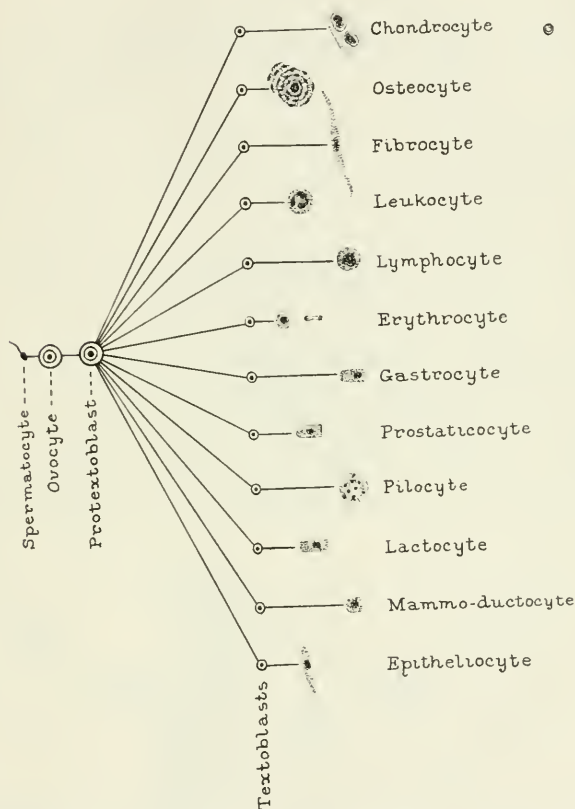 Chondrocyte
Osteocyte
Fibrocyte
Leukocyte
Lymphocyte
Erythrocyte
Gastrocyte
Prostaticocyte
Pilocyte
Lactocyte
Mammo-ductocyte
Epitheliocyte
Spermatocyte
Ovocyte
Protextoblast
Textoblasts